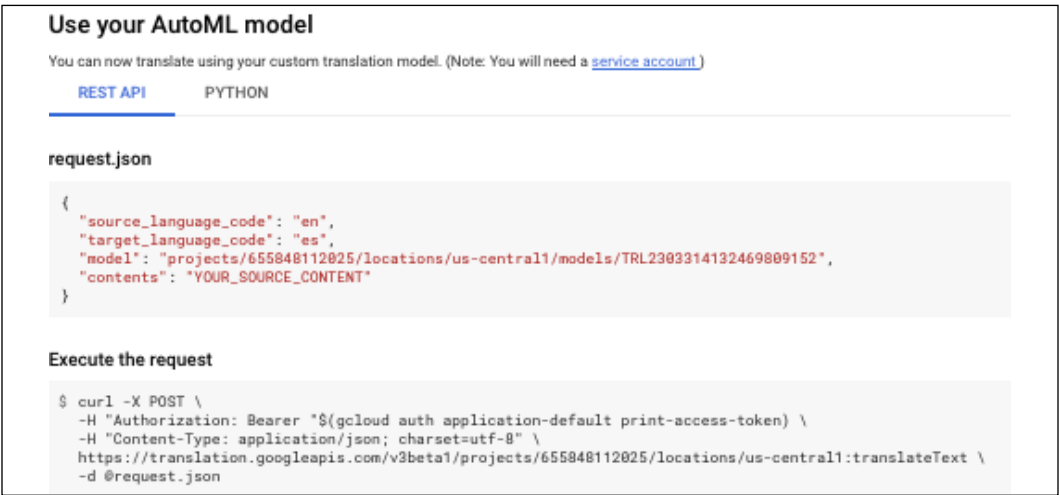 Use your AutoML model
You can now translate using your custom translation model. (Note: You will need a service account )
REST API PYTHON
request.json
{
"source_language_code": "en",
"target_language_code": "es",
"model": "projects/655848112025/locations/us-central1/models/TRL2303314132469809152",
"contents": "YOUR_SOURCE_CONTENT"
}
Execute the request
$ curl -X POST \
-H "Authorization: Bearer "$(gcloud auth application-default print-access-token) \
-H "Content-Type: application/json; charset=utf-8" \
https://translation.googleapis.com/v3beta1/projects/655848112025/locations/us-central1:translateText \
-d @request.json